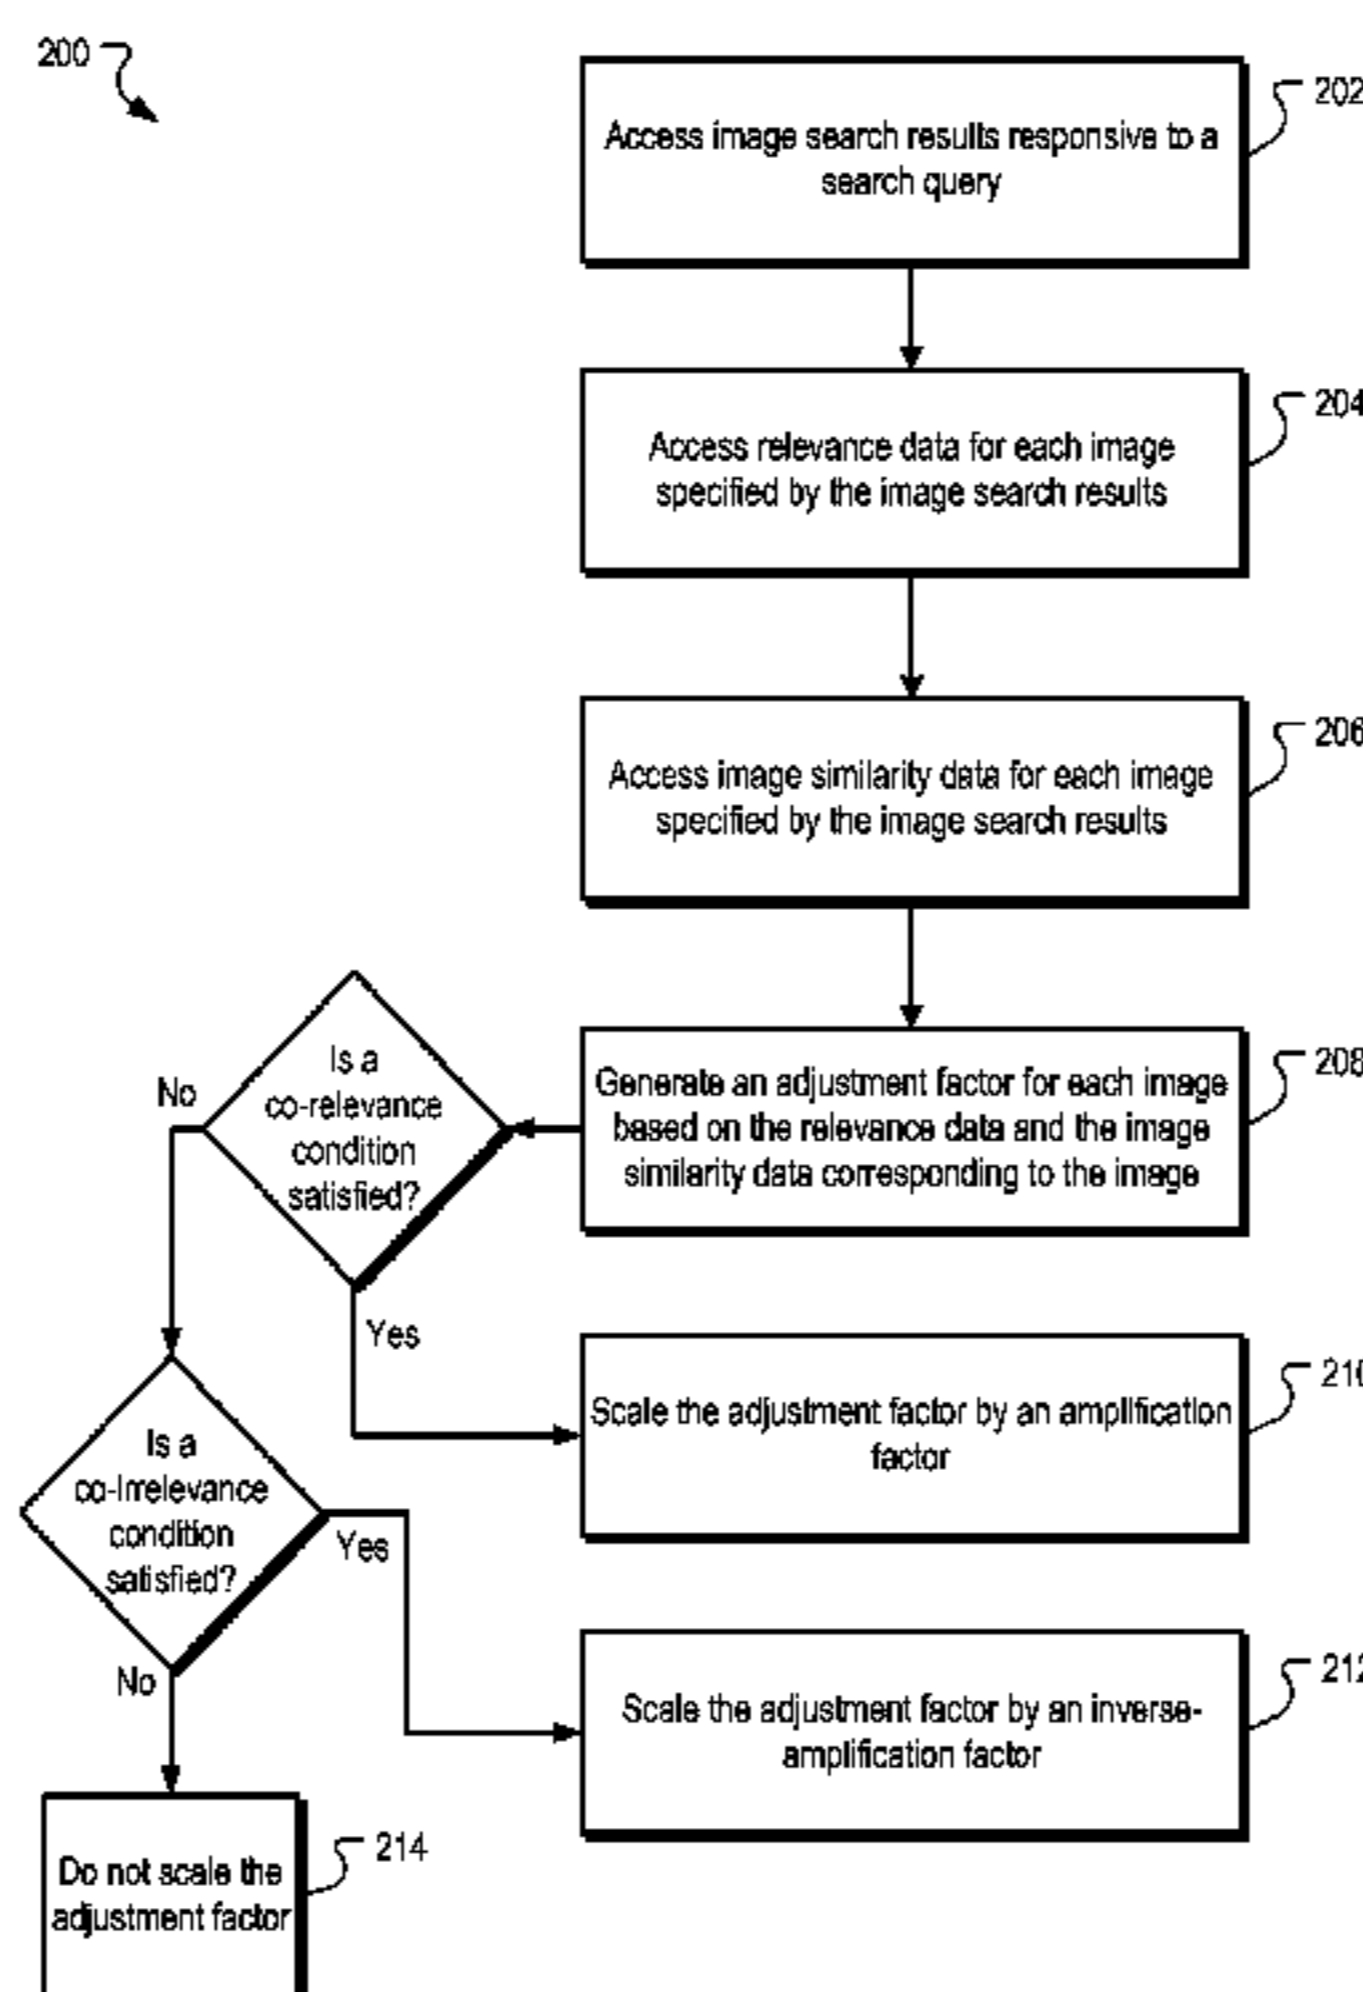 200
Access image search results responsive to a
search query
202
Access relevance data for each image
specified by the image search results
204
Access image similarity data for each image
specified by the image search results
206
Generate an adjustment factor for each image
based on the relevance data and the image
similarity data corresponding to the image
208
Is a
co-relevance
condition
satisfied?
No
Yes
Scale the adjustment factor by an amplification
factor
210
Is a
co-Irrelevance
condition
satisfied?
Yes
No
Scale the adjustment factor by an inverse-
amplification factor
212
Do not scale the
adjustment factor
214